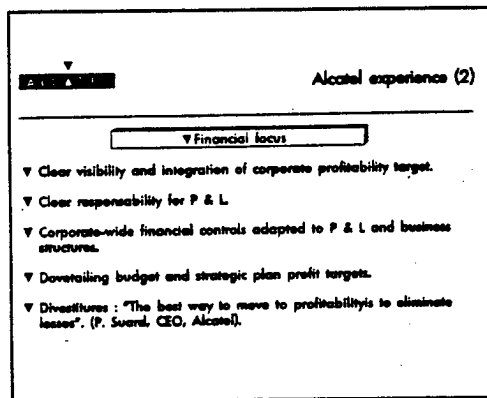 ALCATEL
Alcatel experience (2)
▼ Financial focus
▼ Clear visibility and integration of corporate profitability target.
▼ Clear responsability for P & L
▼ Corporate-wide financial controls adapted to P & L and business
structures.
▼ Dovetailing budget and strategic plan profit targets.
▼ Divestitures : "The best way to move to profitabilityis to eliminate
losses". (P. Suard, CEO, Alcatel).